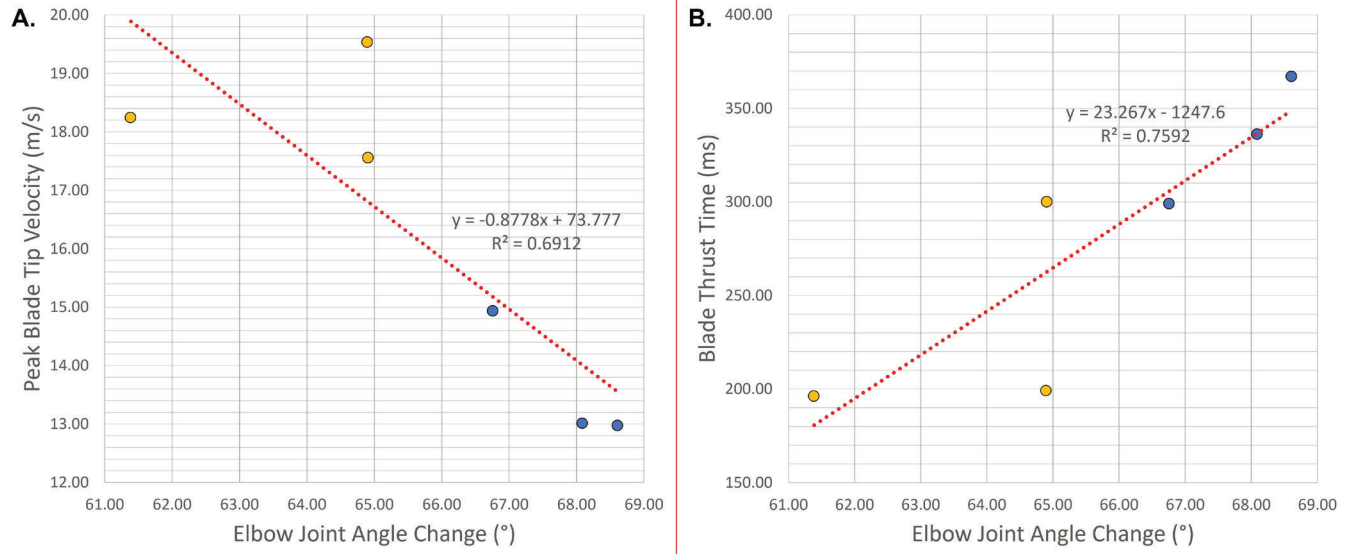 A.
20.00
19.00
18.00
17.00
16.00
15.00
14.00
13.00
12.00
Peak Blade Tip Velocity (m/s)
y = -0.8778x + 73.777
R² = 0.6912
61.00 62.00 63.00 64.00 65.00 66.00 67.00 68.00 69.00
Elbow Joint Angle Change (°)
B.
400.00
350.00
300.00
250.00
200.00
150.00
Blade Thrust Time (ms)
y = 23.267x - 1247.6
R² = 0.7592
61.00 62.00 63.00 64.00 65.00 66.00 67.00 68.00 69.00
Elbow Joint Angle Change (°)